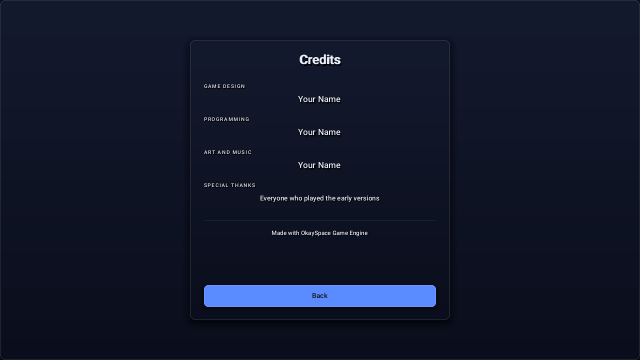 Credits
GAME DESIGN
Your Name
PROGRAMMING
Your Name
ART AND MUSIC
Your Name
SPECIAL THANKS
Everyone who played the early versions
Made with OkaySpace Game Engine
Back